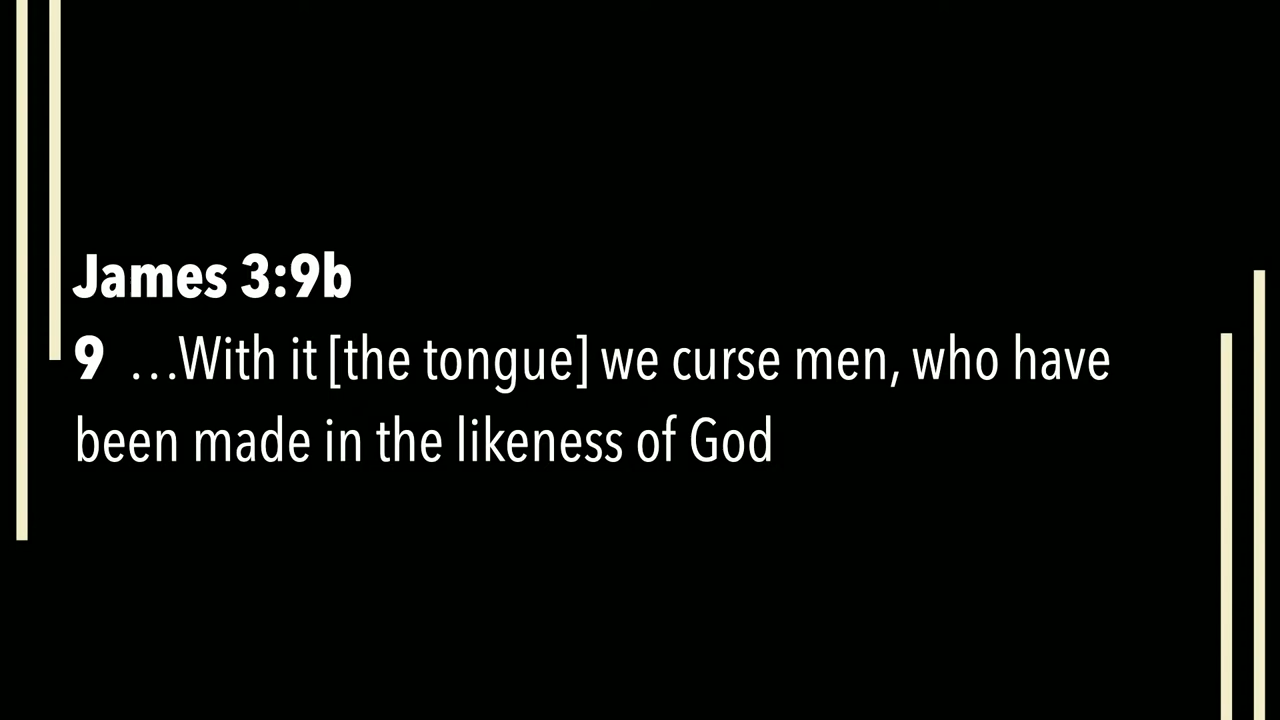 James 3:9b
9 …With it [the tongue] we curse men, who have
been made in the likeness of God